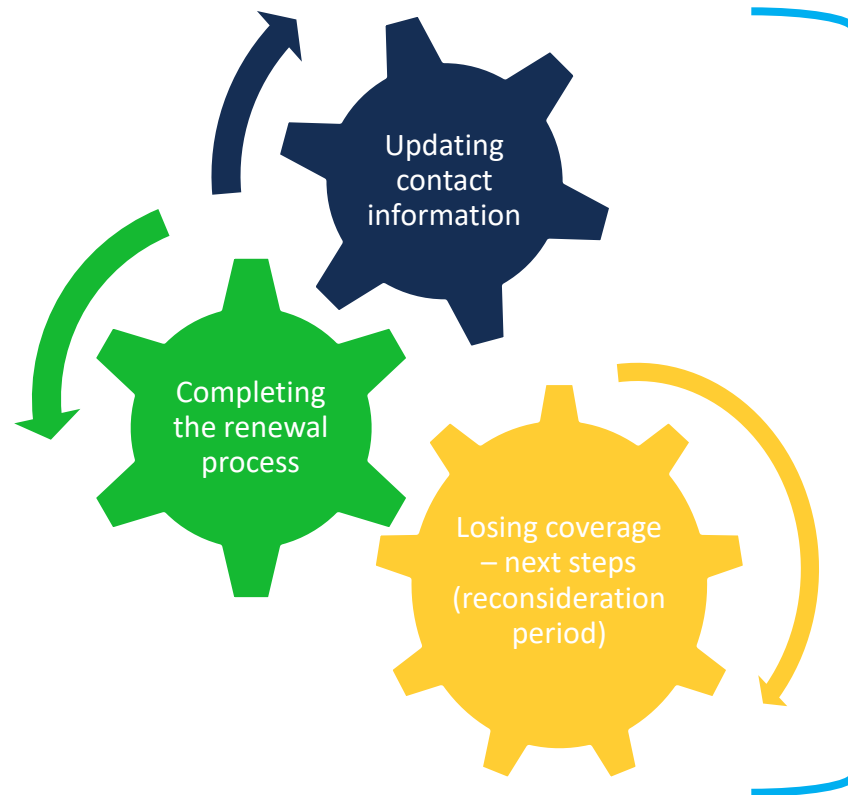 Updating
contact
information
Completing
the renewal
process
Losing coverage
– next steps
(reconsideration
period)